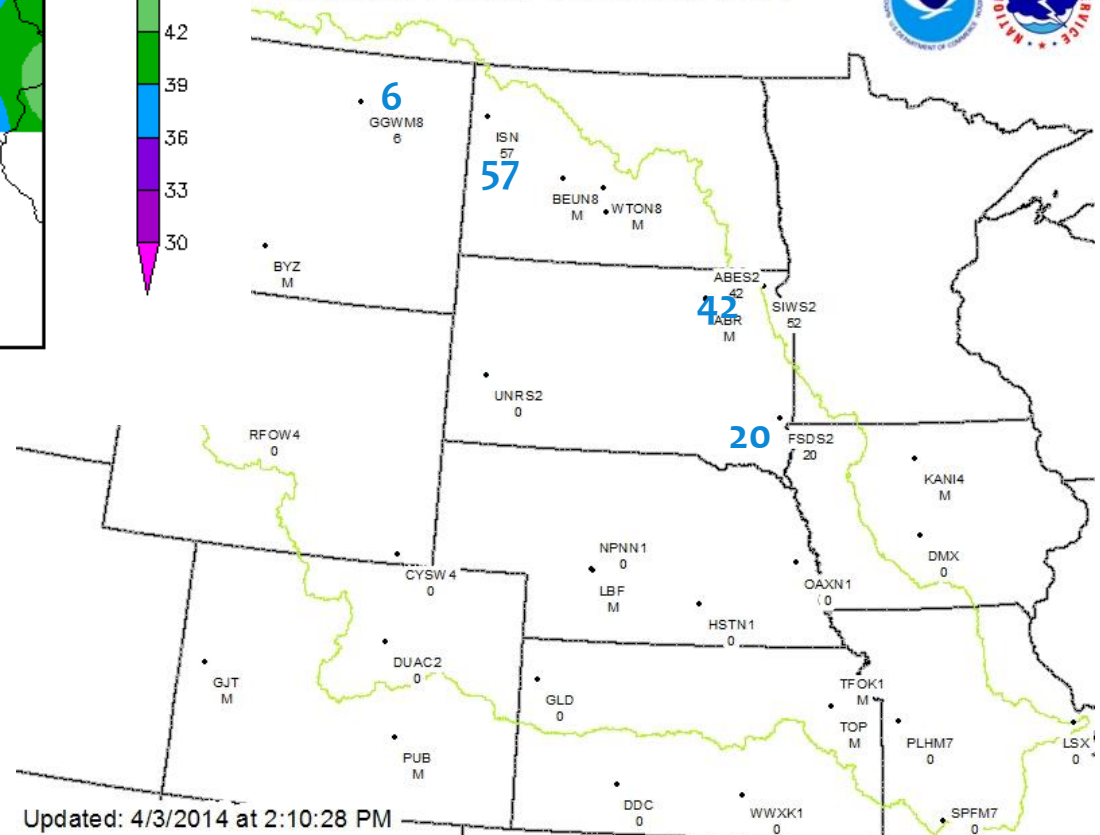 42
39
36
33
30
U.S. DEPARTMENT OF COMMERCE
6
GGWM8
6
ISN
57
57
BEUN8
M
WTON8
M
BYZ
M
ABES2
42
42
ABR
M
SIWS2
52
UNRS2
0
RFOW4
0
20
FSDS2
20
KANI4
M
DMX
0
NPNN1
0
LBF
M
CYSW4
0
OAXN1
0
HSTN1
0
DUAC2
0
GJT
M
GLD
0
TFOK1
M
TOP
M
PLHM7
0
LSX
0
PUB
M
DDC
0
WWXK1
0
SPFM7
0
Updated: 4/3/2014 at 2:10:28 PM